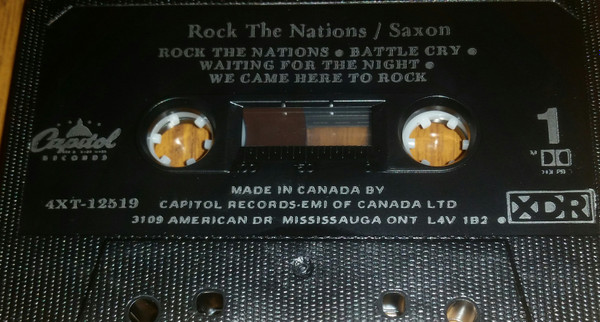 Rock The Nations / Saxon
ROCK THE NATIONS ● BATTLE CRY ●
WAITING FOR THE NIGHT ●
WE CAME HERE TO ROCK
1
Capitol
RECORDS
4XT-12519
MADE IN CANADA BY
CAPITOL RECORDS-EMI OF CANADA LTD
3109 AMERICAN DR MISSISSAUGA ONT L4V 1B2 ●
XDR